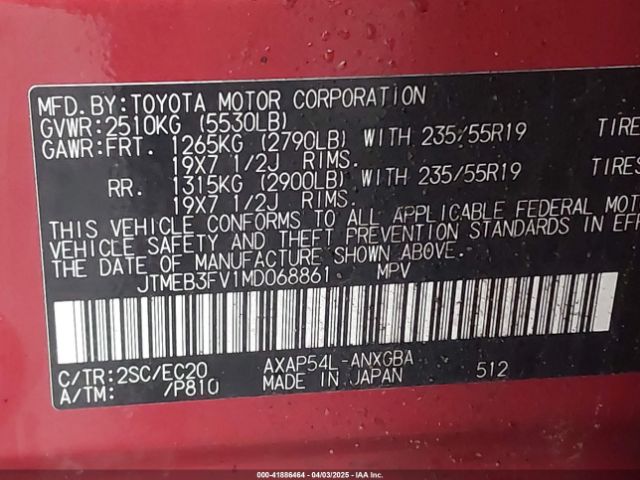 MFD.BY:TOYOTA MOTOR CORPORATION
GVWR:2510KG (5530LB)
GAWR:FRT. 1265KG (2790LB) WITH 235/55R19 TIRE
19X7 1/2J RIMS.
RR. 1315KG (2900LB) WITH 235/55R19 TIRES
19X7 1/2J RIMS.
THIS VEHICLE CONFORMS TO ALL APPLICABLE FEDERAL MOT
VEHICLE SAFETY AND THEFT PREVENTION STANDARDS IN EFF
THE DATE OF MANUFACTURE SHOWN ABOVE.
JTMEB3FV1MD068861 MPV
C/TR:2SC/EC20 AXAP54L-ANXGBA
A/TM: /P810 MADE IN JAPAN 512
000-41886464 | 04/03/2025 | IAA Inc.